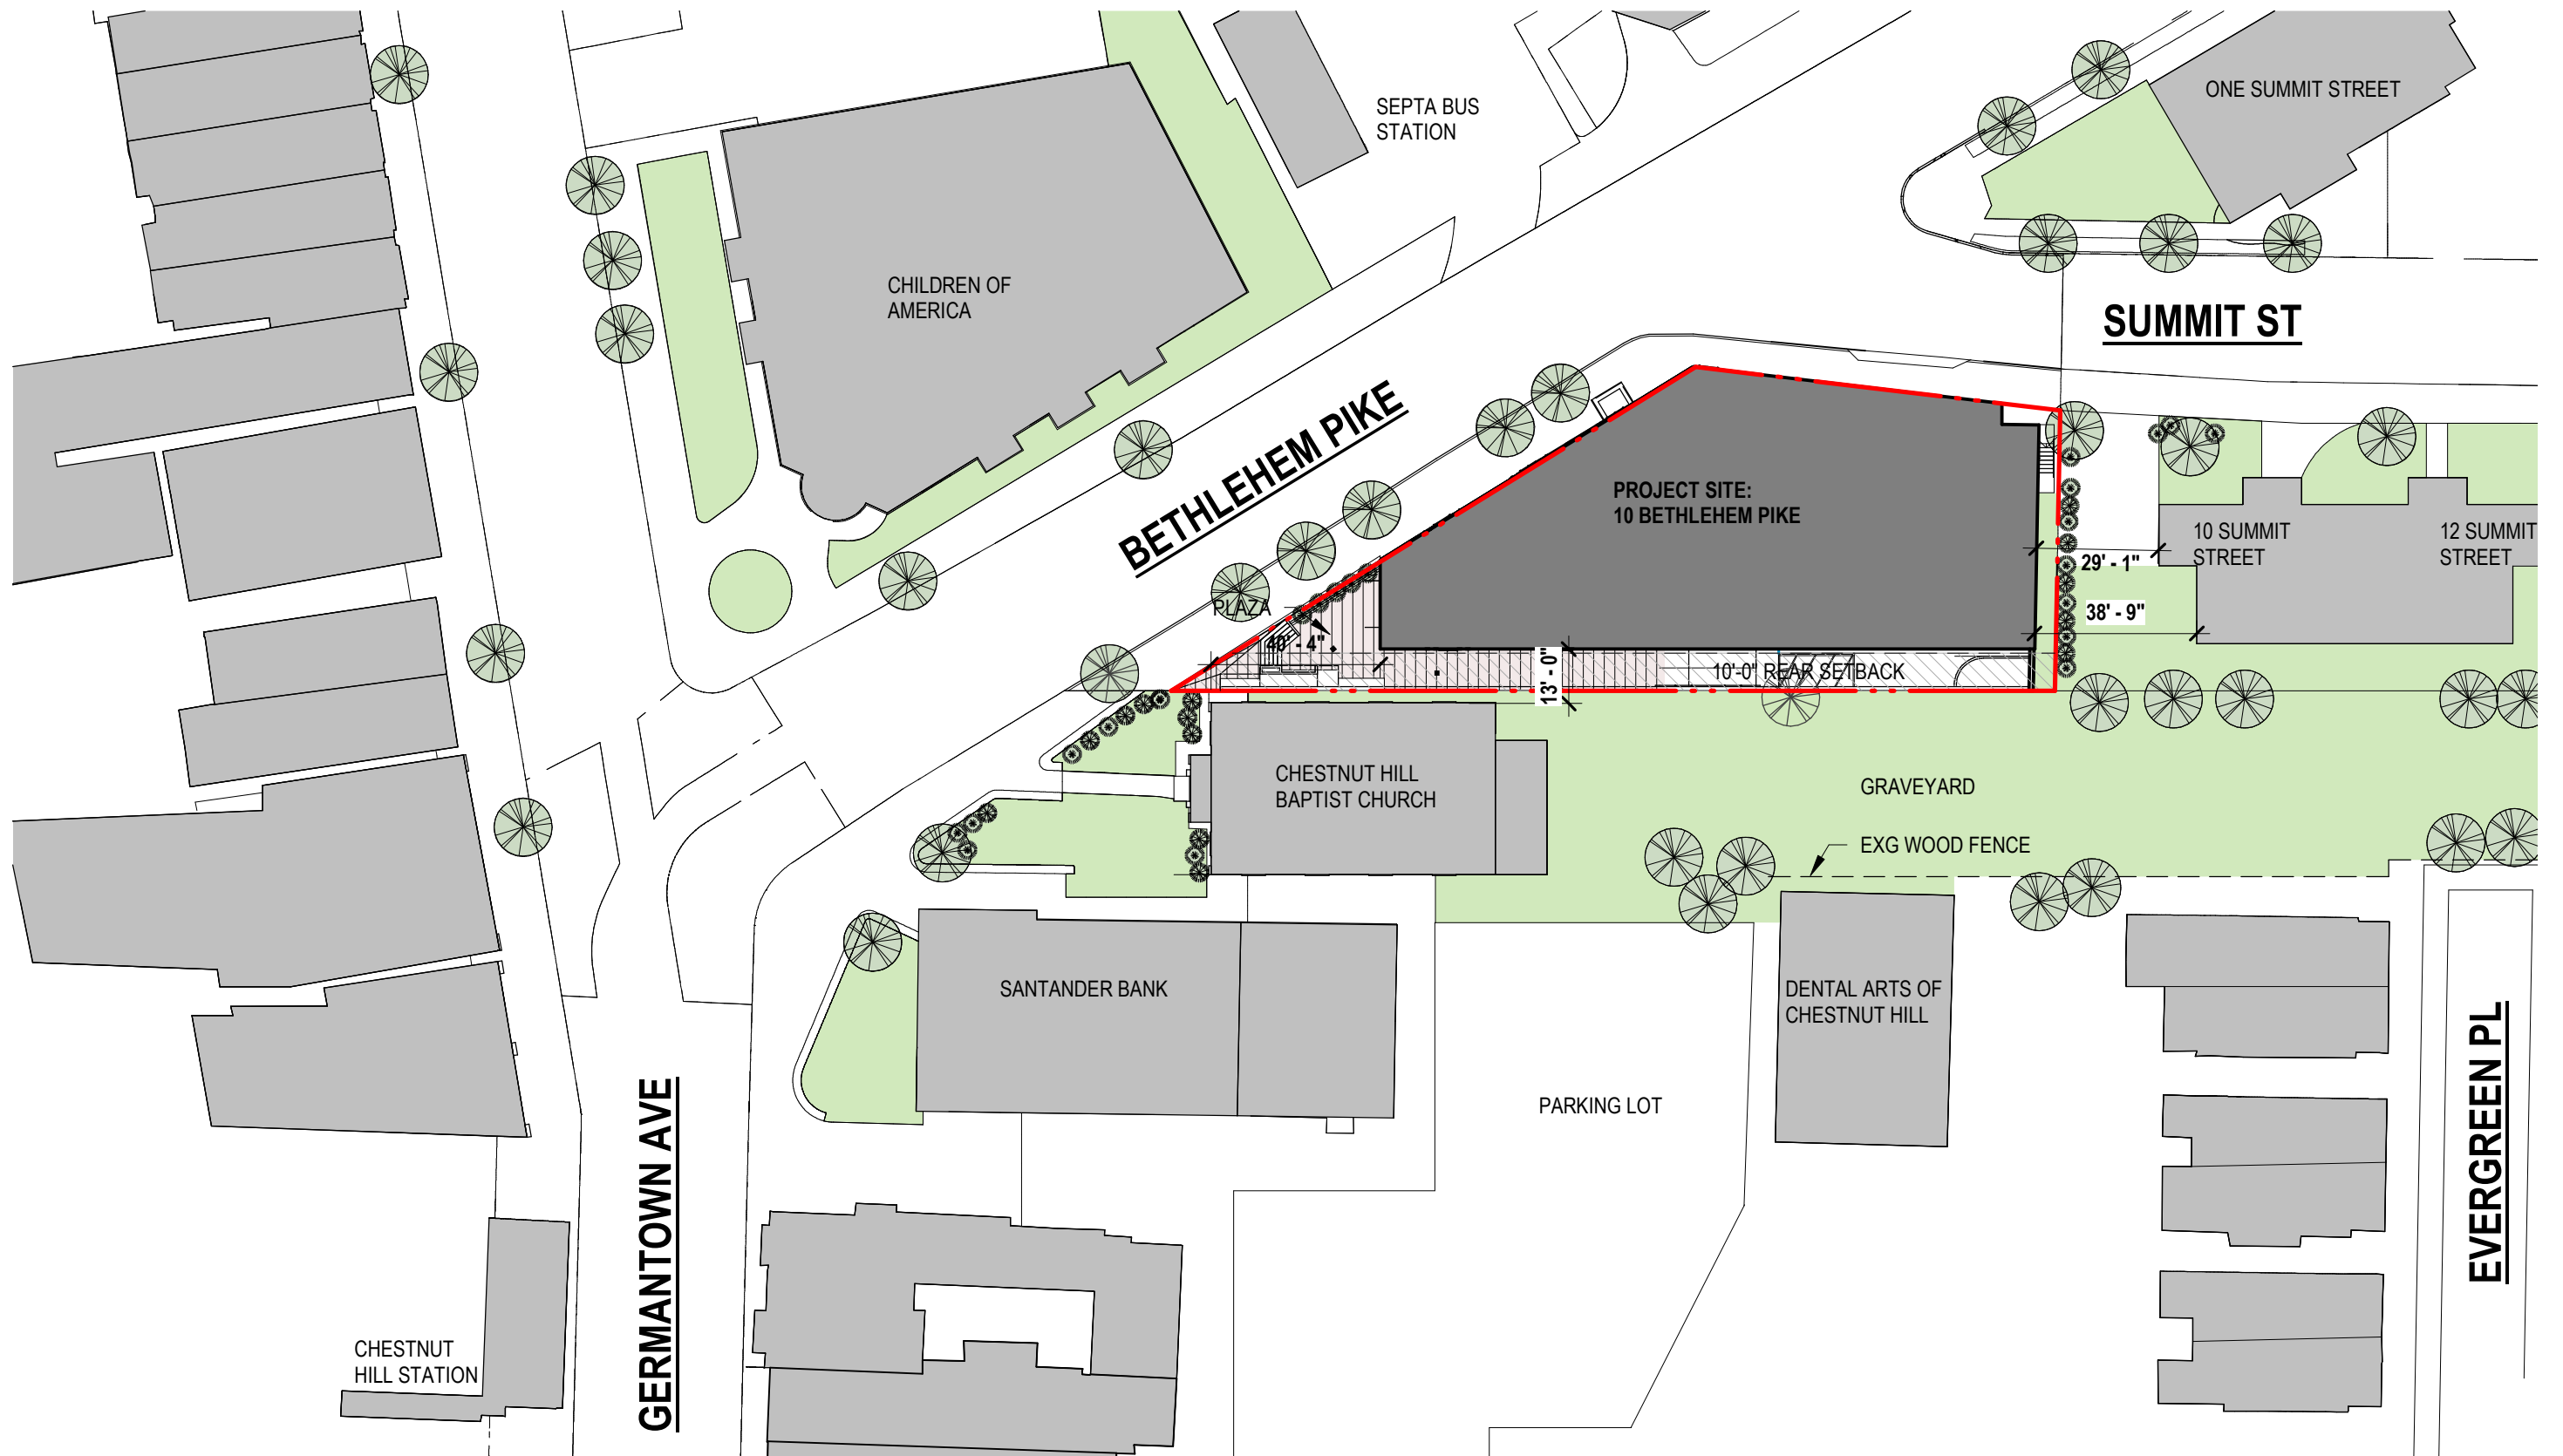 SEPTA BUS
STATION
ONE SUMMIT STREET
CHILDREN OF
AMERICA
SUMMIT ST
BETHLEHEM PIKE
PROJECT SITE:
10 BETHLEHEM PIKE
10 SUMMIT
STREET
12 SUMMIT
STREET
29' - 1"
38' - 9"
PLAZA
40' - 4"
13' - 0"
10'-0" REAR SETBACK
CHESTNUT HILL
BAPTIST CHURCH
GRAVEYARD
EXG WOOD FENCE
SANTANDER BANK
DENTAL ARTS OF
CHESTNUT HILL
PARKING LOT
GERMANTOWN AVE
EVERGREEN PL
CHESTNUT
HILL STATION